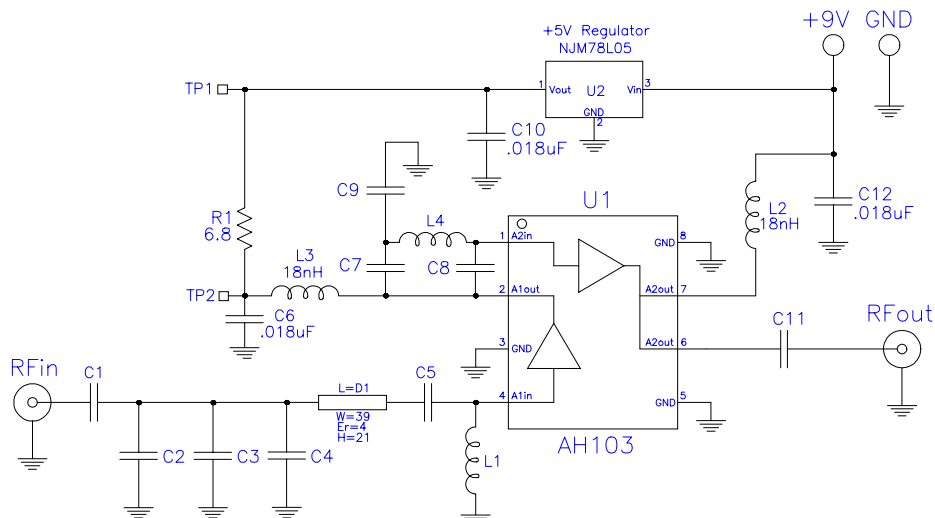 +9V GND
+5V Regulator
NJM78L05
TP1
1 Vout U2 Vin 3
GND
2
C10
.018uF
C9
U1
L2
18nH
C12
.018uF
R1
6.8
L4
1 A2in
GND 8
L3
18nH
C7 C8
TP2
2 A1out
A2out 7
C6
.018uF
C11
RFout
3 GND
A2out 6
RFin
C1
L=D1
W=39
Er=4
H=21
C5
4 A1in
GND 5
AH103
C2 C3 C4
L1